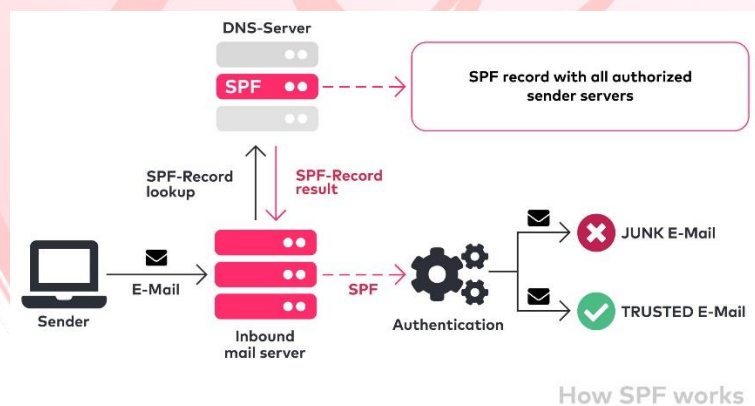 DNS-Server
SPF
SPF record with all authorized
sender servers
SPF-Record
lookup
SPF-Record
result
E-Mail
Sender
Inbound
mail server
SPF
Authentication
JUNK E-Mail
TRUSTED E-Mail
How SPF works